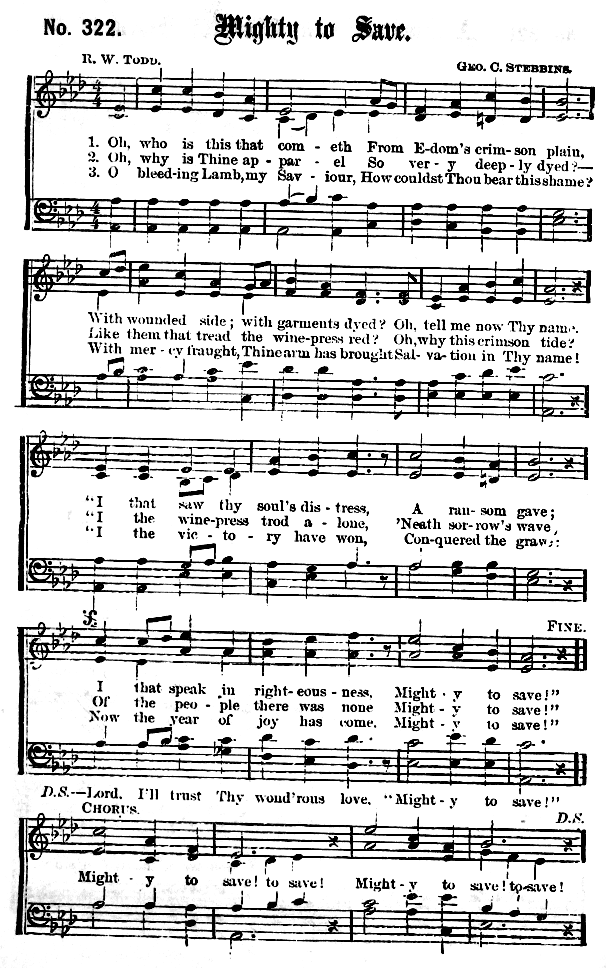 No. 322. Mighty to Save.
R. W. Todd. Geo. C. Stebbins.
1. Oh, who is this that com - eth From E-dom's crim- son plain,
2. Oh, why is Thine ap - par - el So ver - y deep - ly dyed?—
3. O bleed-ing Lamb, my Sav - iour, How couldst Thou bear this shame?
With wounded side; with garments dyed? Oh, tell me now Thy name.
Like them that tread the wine-press red? Oh, why this crimson tide?
With mer - cy fraught, Thine arm has brought Sal - va - tion in Thy name!
"I that saw thy soul's dis - tress, A ran - som gave;
"I the wine-press trod a - lone, 'Neath sor-row's wave,
"I the vic - to - ry have won, Con-quered the grave;
FINE.
I that speak in right-eous - ness, Might - y to save!"
Of the peo - ple there was none Might - y to save!"
Now the year of joy has come, Might - y to save!"
D.S.—Lord, I'll trust Thy wond'rous love, "Might - y to save!"
CHORUS. D.S.
Might - y to save! to save! Might - y to save! to save!